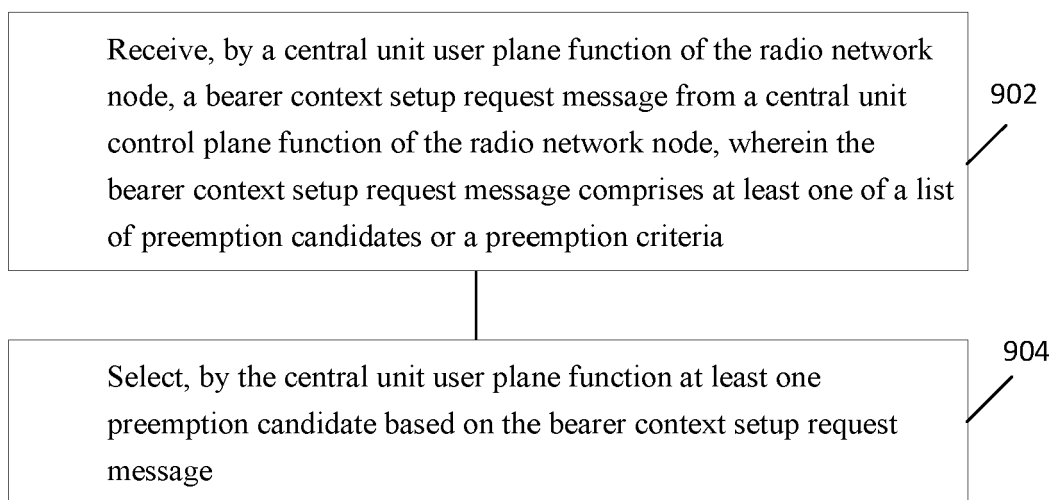 Receive, by a central unit user plane function of the radio network
node, a bearer context setup request message from a central unit
control plane function of the radio network node, wherein the
bearer context setup request message comprises at least one of a list
of preemption candidates or a preemption criteria
902
Select, by the central unit user plane function at least one
preemption candidate based on the bearer context setup request
message
904